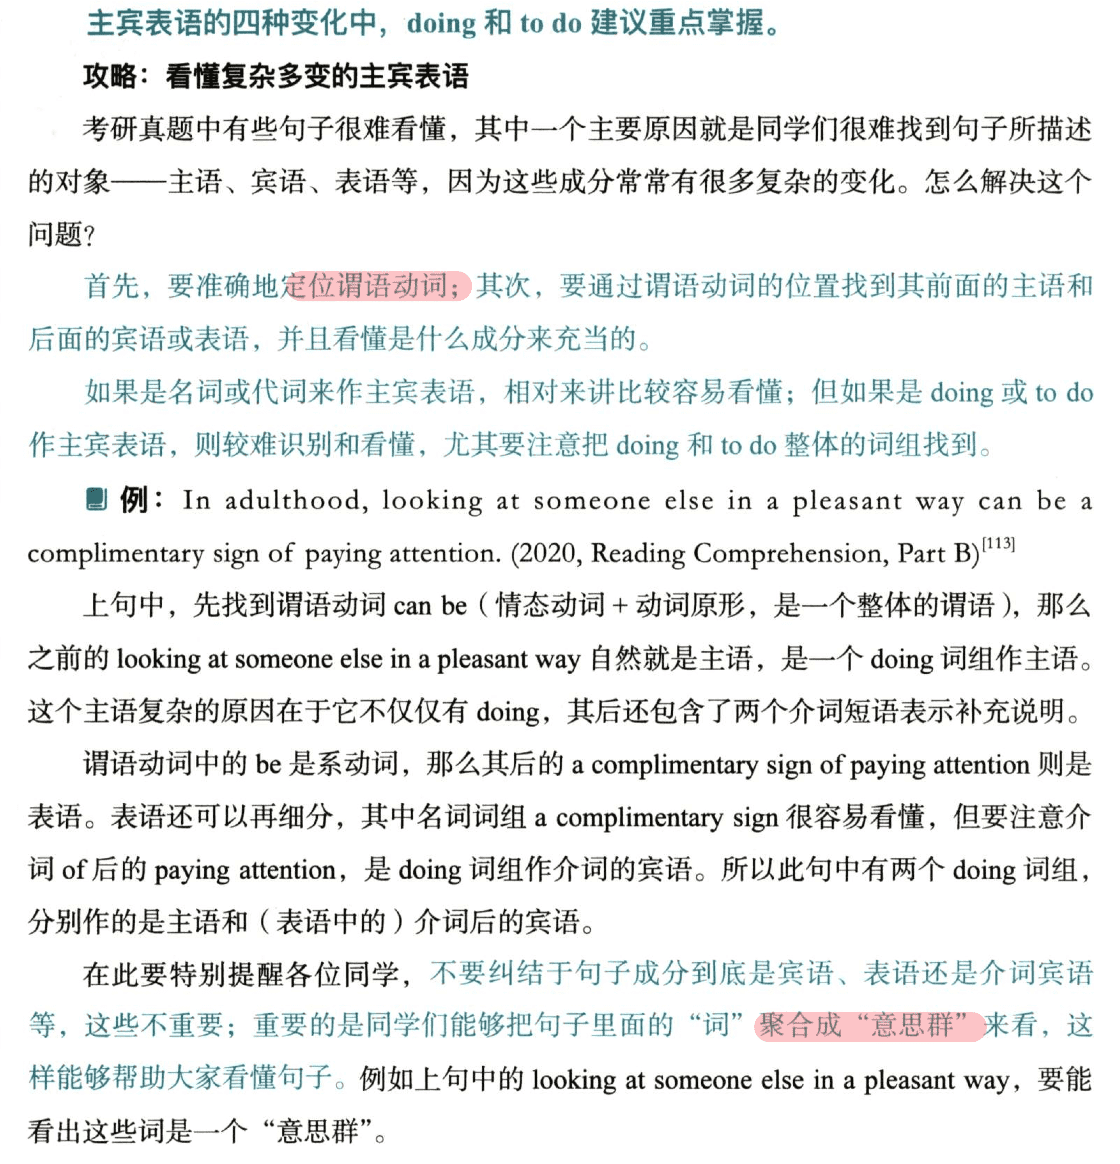 主宾表语的四种变化中，doing 和 to do 建议重点掌握。
攻略：看懂复杂多变的主宾表语
考研真题中有些句子很难看懂，其中一个主要原因就是同学们很难找到句子所描述
的对象——主语、宾语、表语等，因为这些成分常常有很多复杂的变化。怎么解决这个
问题？
首先，要准确地定位谓语动词；其次，要通过谓语动词的位置找到其前面的主语和
后面的宾语或表语，并且看懂是什么成分来充当的。
如果是名词或代词来作主宾表语，相对来讲比较容易看懂；但如果是 doing 或 to do
作主宾表语，则较难识别和看懂，尤其要注意把 doing 和 to do 整体的词组找到。
例：In adulthood, looking at someone else in a pleasant way can be a
complimentary sign of paying attention. (2020, Reading Comprehension, Part B)[113]
上句中，先找到谓语动词 can be（情态动词 + 动词原形，是一个整体的谓语），那么
之前的 looking at someone else in a pleasant way 自然就是主语，是一个 doing 词组作主语。
这个主语复杂的原因在于它不仅仅有 doing，其后还包含了两个介词短语表示补充说明。
谓语动词中的 be 是系动词，那么其后的 a complimentary sign of paying attention 则是
表语。表语还可以再细分，其中名词词组 a complimentary sign 很容易看懂，但要注意介
词 of 后的 paying attention，是 doing 词组作介词的宾语。所以此句中有两个 doing 词组，
分别作的是主语和（表语中的）介词后的宾语。
在此要特别提醒各位同学，不要纠结于句子成分到底是宾语、表语还是介词宾语
等，这些不重要；重要的是同学们能够把句子里面的“词”聚合成“意思群”来看，这
样能够帮助大家看懂句子。例如上句中的 looking at someone else in a pleasant way，要能
看出这些词是一个“意思群”。